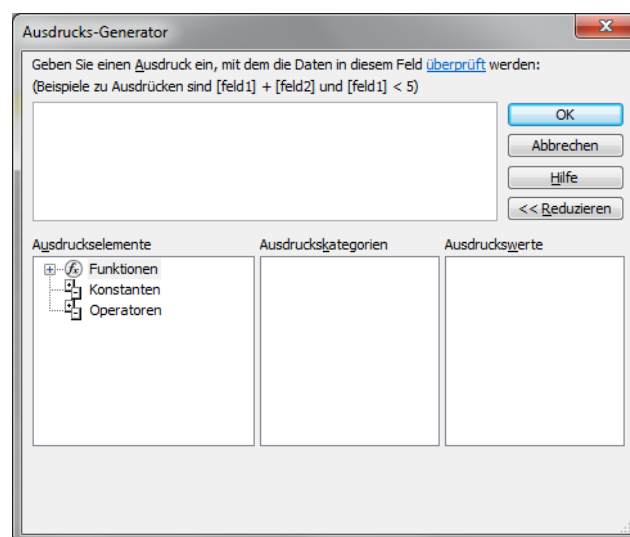 Ausdrucks-Generator
Geben Sie einen Ausdruck ein, mit dem die Daten in diesem Feld überprüft werden:
(Beispiele zu Ausdrücken sind [feld1] + [feld2] und [feld1] < 5)
OK
Abbrechen
Hilfe
<< Reduzieren
Ausdruckselemente
Ausdruckskategorien
Ausdruckswerte
Funktionen
Konstanten
Operatoren